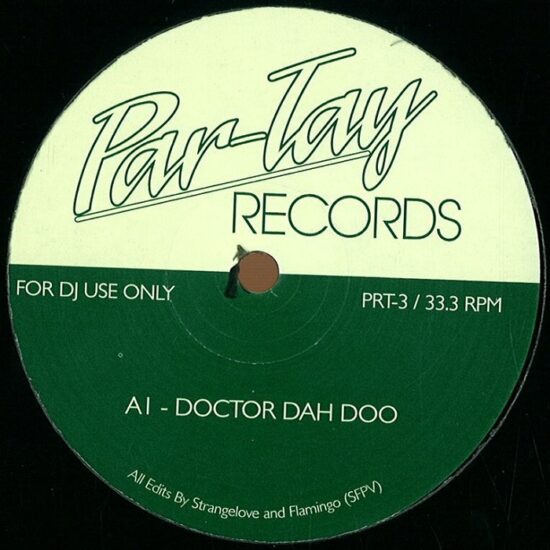 Par-Tay
RECORDS
FOR DJ USE ONLY
PRT-3 / 33.3 RPM
A1 - DOCTOR DAH DOO
All Edits By Strangelove and Flamingo (SFPV)